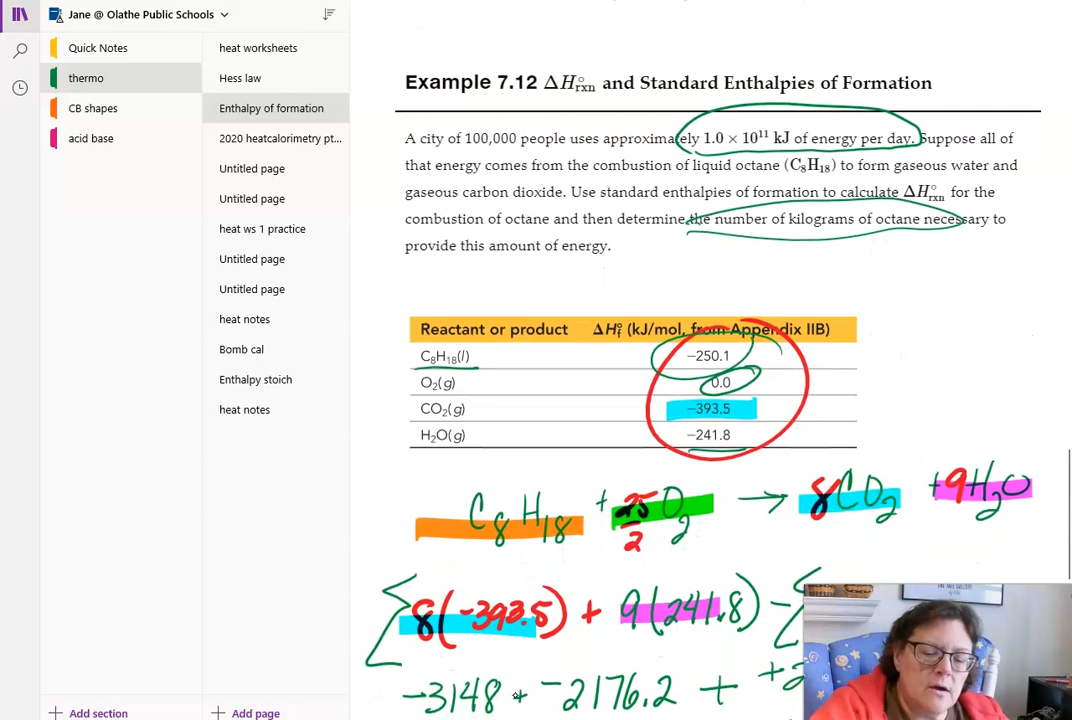 Jane @ Olathe Public Schools
Quick Notes
thermo
CB shapes
acid base
Add section
heat worksheets
Hess law
Enthalpy of formation
2020 heatcalorimetry pt...
Untitled page
Untitled page
heat ws 1 practice
Untitled page
Untitled page
heat notes
Bomb cal
Enthalpy stoich
heat notes
Add page
Example 7.12 ΔH°rxn and Standard Enthalpies of Formation
A city of 100,000 people uses approximately 1.0 × 10¹¹ kJ of energy per day. Suppose all of
that energy comes from the combustion of liquid octane (C₈H₁₈) to form gaseous water and
gaseous carbon dioxide. Use standard enthalpies of formation to calculate ΔH°rxn for the
combustion of octane and then determine the number of kilograms of octane necessary to
provide this amount of energy.
Reactant or product ΔH°f (kJ/mol, from Appendix IIB)
C₈H₁₈(l) −250.1
O₂(g) 0.0
CO₂(g) −393.5
H₂O(g) −241.8
C₈H₁₈ + 25/2 O₂ → 8CO₂ + 9H₂O
Σ 8(-393.5) + 9(241.8) - Σ
-3148 + -2176.2 + +2